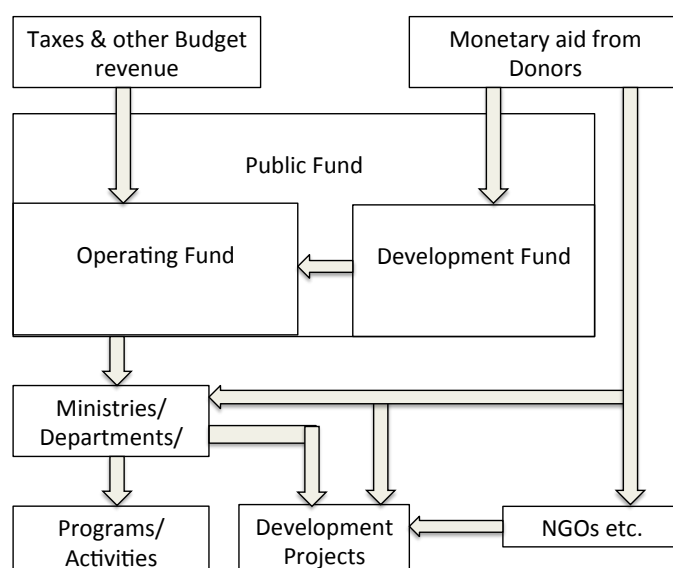 Taxes & other Budget
revenue
Monetary aid from
Donors
Public Fund
Operating Fund
Development Fund
Ministries/
Departments/
Programs/
Activities
Development
Projects
NGOs etc.